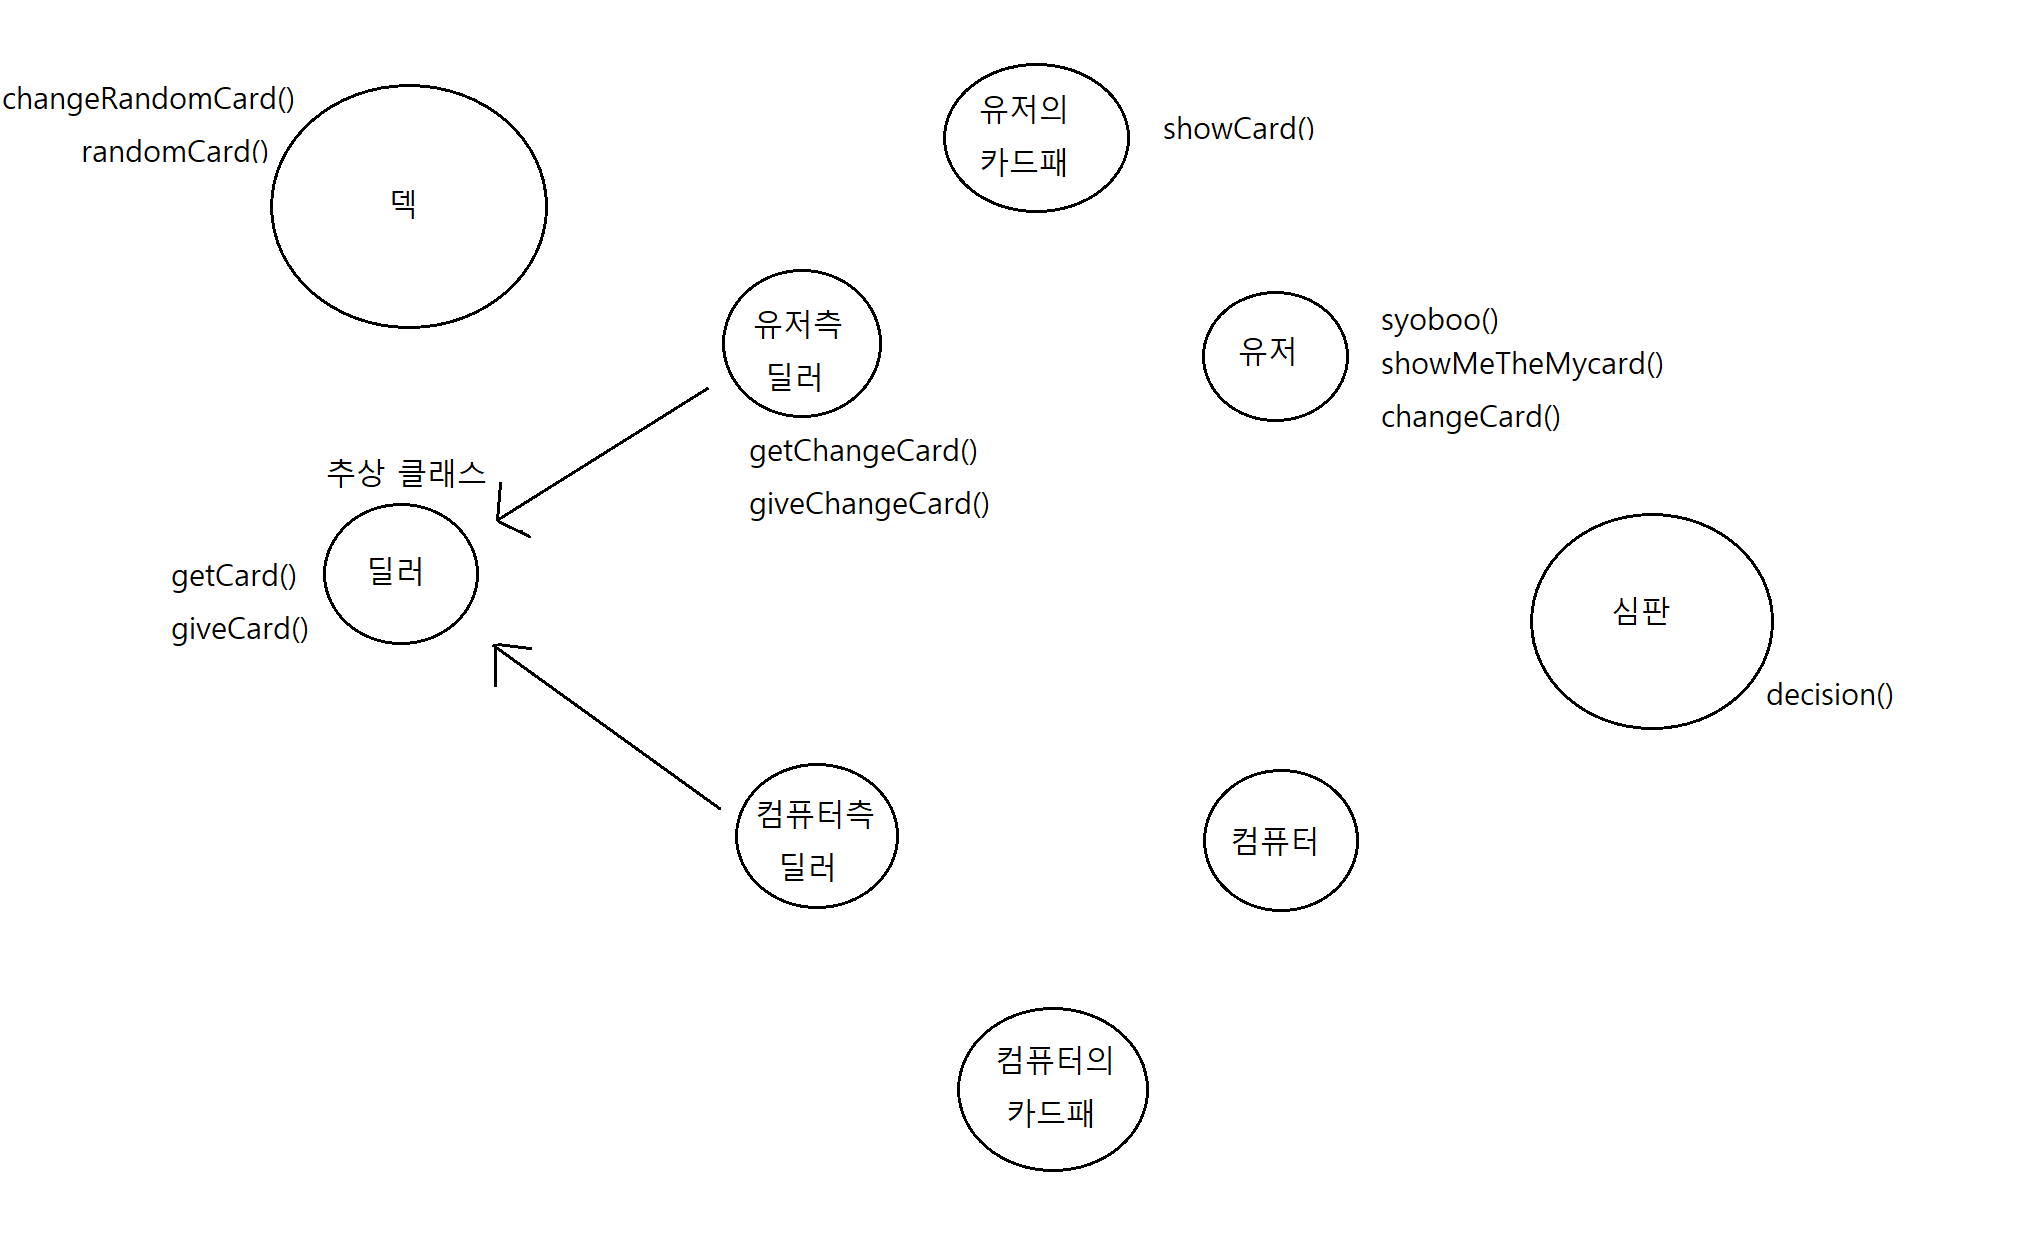 changeRandomCard()
randomCard()
덱
유저의
카드패
showCard()
유저측
딜러
getChangeCard()
giveChangeCard()
유저
syoboo()
showMeTheMycard()
changeCard()
추상 클래스
딜러
getCard()
giveCard()
심판
decision()
컴퓨터측
딜러
컴퓨터
컴퓨터의
카드패